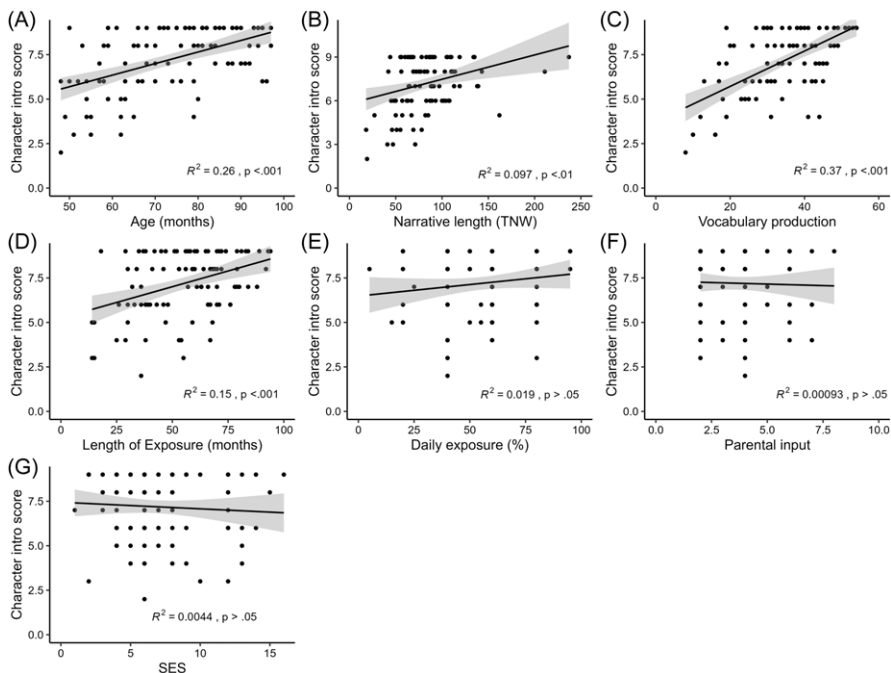 (A)
Character intro score
7.5
5.0
2.5
0.0
R² = 0.26 , p <.001
50 60 70 80 90 100
Age (months)
(B)
Character intro score
9
6
3
0
R² = 0.097 , p <.01
0 50 100 150 200 250
Narrative length (TNW)
(C)
Character intro score
7.5
5.0
2.5
0.0
R² = 0.37 , p <.001
0 20 40 60
Vocabulary production
(D)
Character intro score
7.5
5.0
2.5
0.0
R² = 0.15 , p <.001
0 25 50 75 100
Length of Exposure (months)
(E)
Character intro score
7.5
5.0
2.5
0.0
R² = 0.019 , p > .05
0 25 50 75 100
Daily exposure (%)
(F)
Character intro score
7.5
5.0
2.5
0.0
R² = 0.00093 , p > .05
0.0 2.5 5.0 7.5 10.0
Parental input
(G)
Character intro score
7.5
5.0
2.5
0.0
R² = 0.0044 , p > .05
0 5 10 15
SES